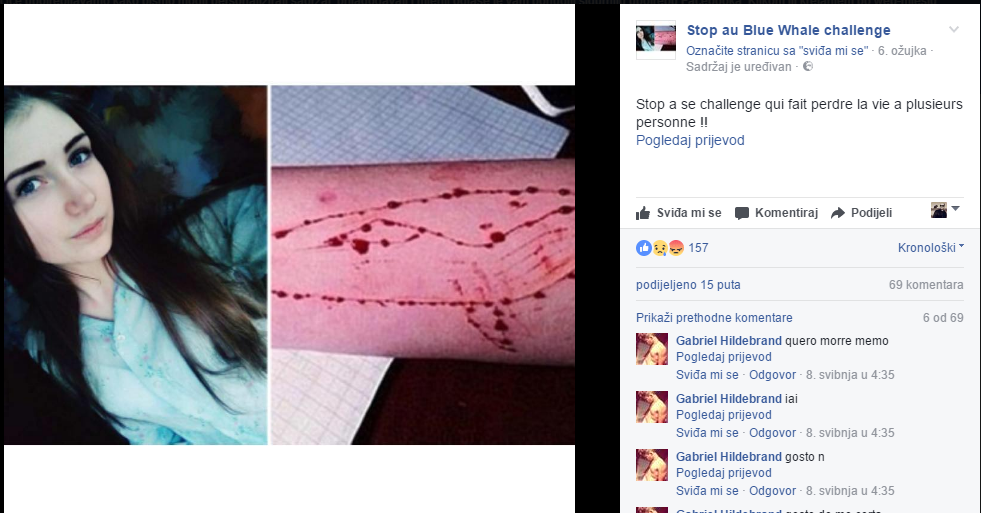 Stop au Blue Whale challenge
Označite stranicu sa "sviđa mi se" · 6. ožujka ·
Sadržaj je uređivan ·
Stop a se challenge qui fait perdre la vie a plusieurs
personne !!
Pogledaj prijevod
Sviđa mi se Komentiraj Podijeli
157 Kronološki
podijeljeno 15 puta 69 komentara
Prikaži prethodne komentare 6 od 69
Gabriel Hildebrand quero morre memo
Pogledaj prijevod
Sviđa mi se · Odgovor · 8. svibnja u 4:35
Gabriel Hildebrand iai
Pogledaj prijevod
Sviđa mi se · Odgovor · 8. svibnja u 4:35
Gabriel Hildebrand gosto n
Pogledaj prijevod
Sviđa mi se · Odgovor · 8. svibnja u 4:35
Gabriel Hildebrand